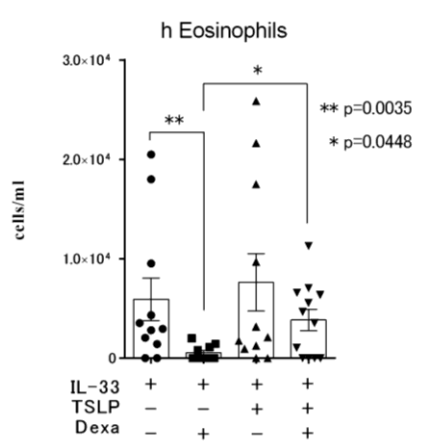 h Eosinophils
3.0×10⁴
*
** p=0.0035
**
* p=0.0448
2.0×10⁴
cells/ml
1.0×10⁴
0
IL-33 + + + +
TSLP − − + +
Dexa − + − +